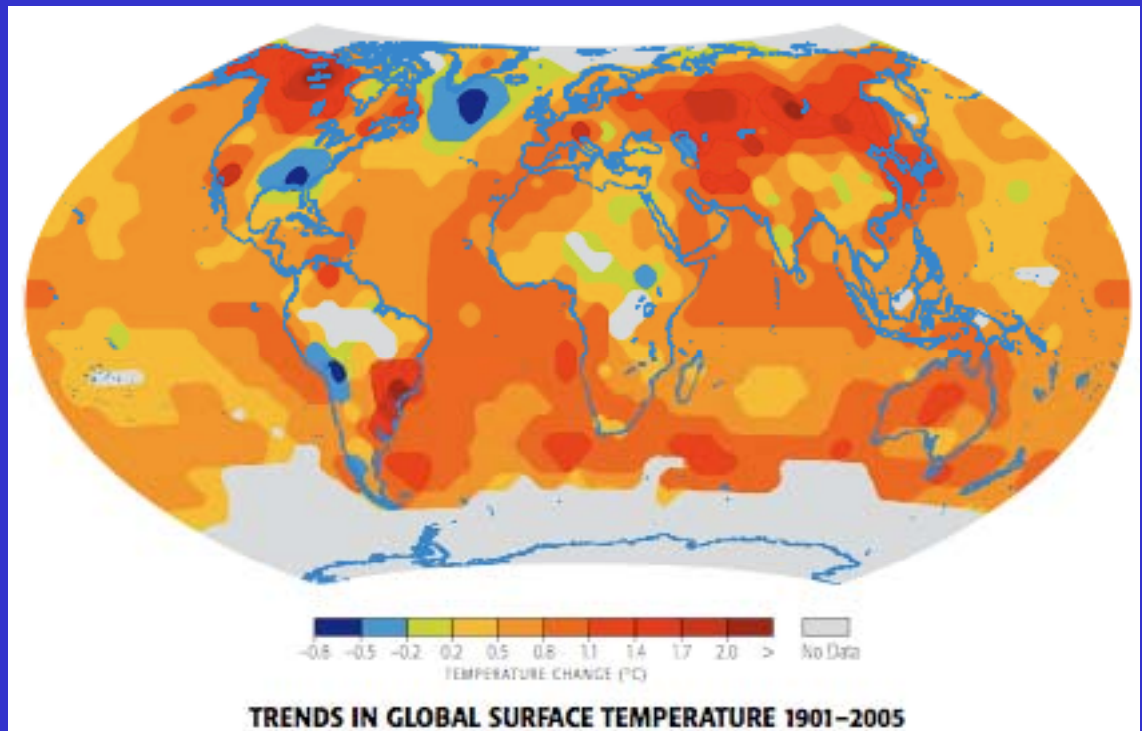 −0.8 −0.5 −0.2 0.2 0.5 0.8 1.1 1.4 1.7 2.0 > No Data
TEMPERATURE CHANGE (°C)
TRENDS IN GLOBAL SURFACE TEMPERATURE 1901–2005